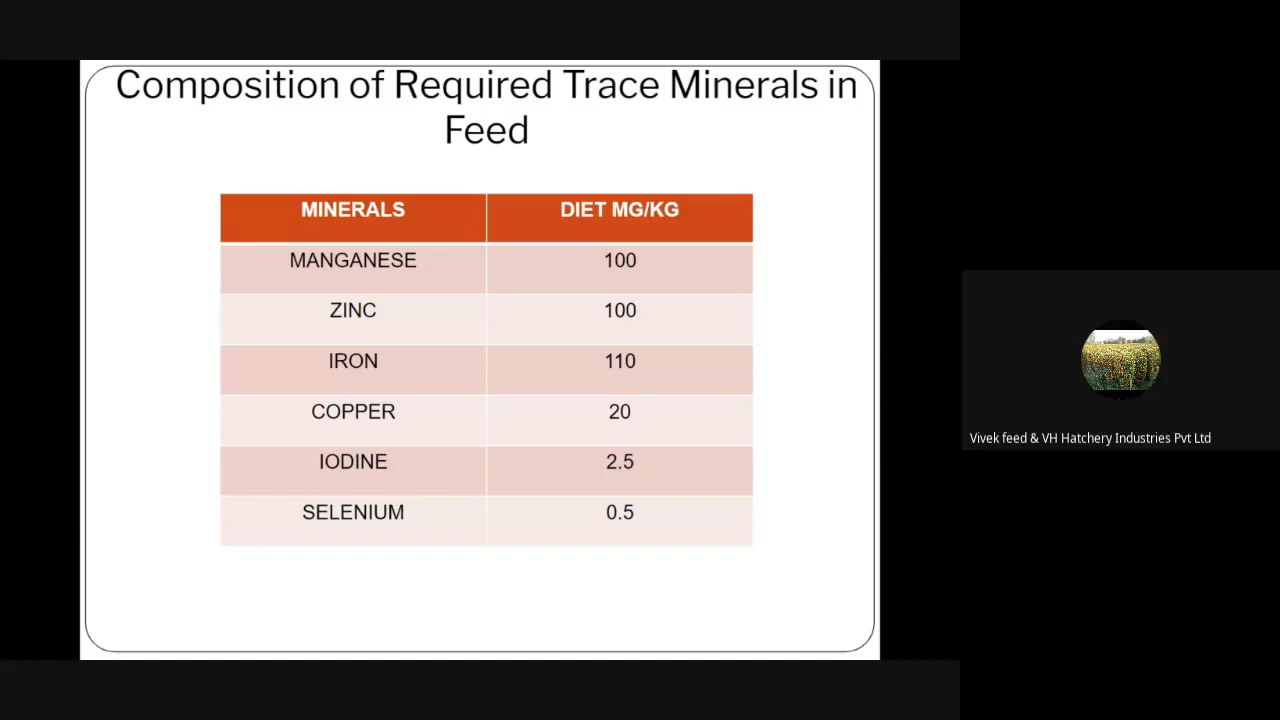 Composition of Required Trace Minerals in
Feed
MINERALS DIET MG/KG
MANGANESE 100
ZINC 100
IRON 110
COPPER 20
IODINE 2.5
SELENIUM 0.5
Vivek feed & VH Hatchery Industries Pvt Ltd